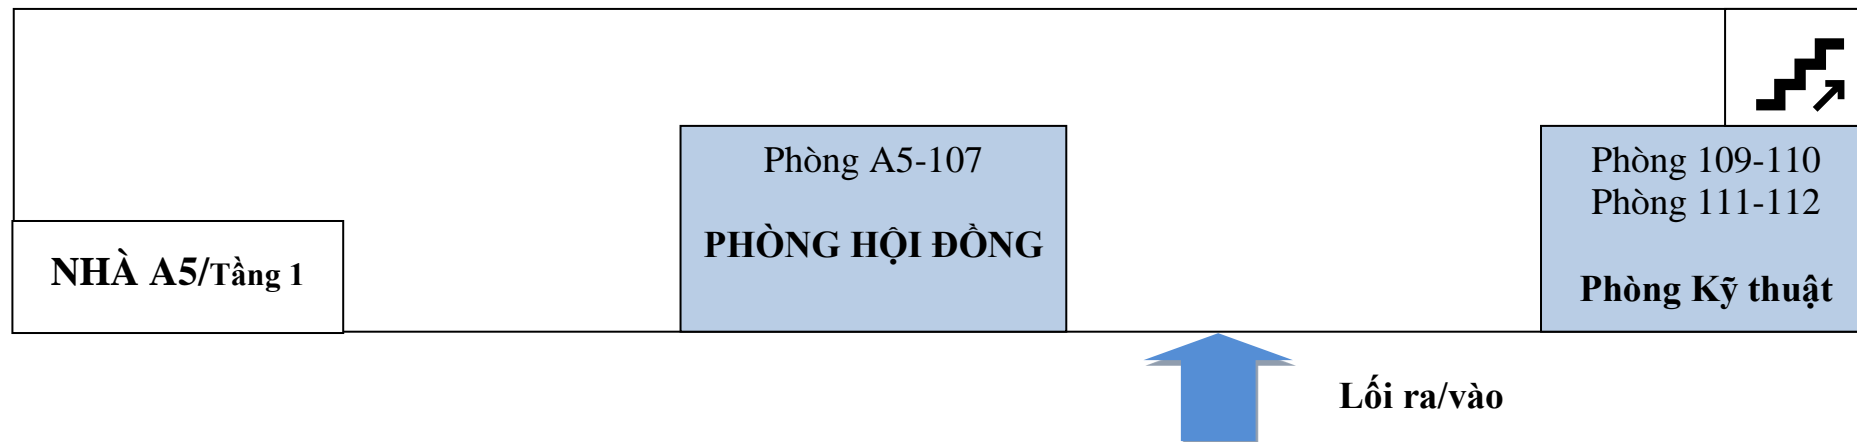 Phòng A5-107
PHÒNG HỘI ĐỒNG
Phòng 109-110
Phòng 111-112
Phòng Kỹ thuật
NHÀ A5/Tầng 1
Lối ra/vào